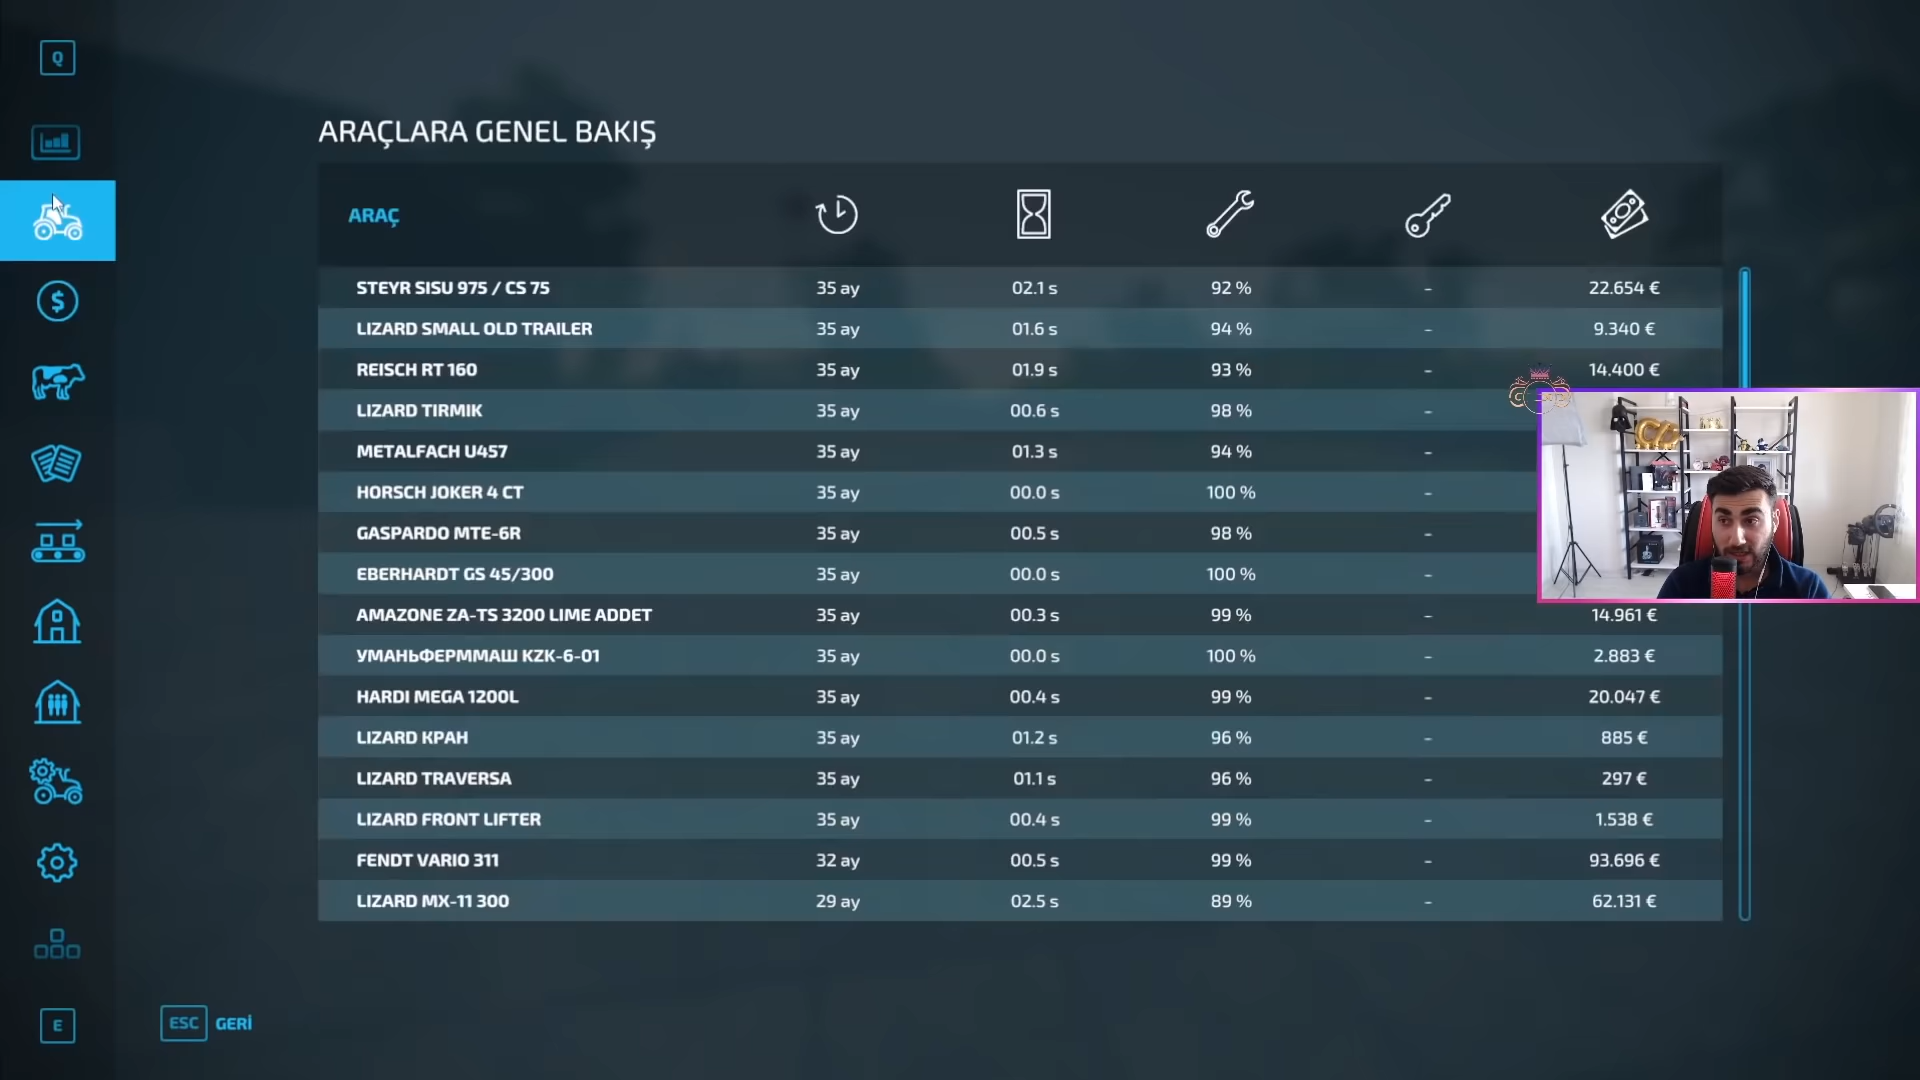 Q
ARAÇLARA GENEL BAKIŞ
ARAÇ
STEYR SISU 975 / CS 75 35 ay 02.1 s 92 % - 22.654 €
LIZARD SMALL OLD TRAILER 35 ay 01.6 s 94 % - 9.340 €
REISCH RT 160 35 ay 01.9 s 93 % - 14.400 €
LIZARD TIRMIK 35 ay 00.6 s 98 % -
METALFACH U457 35 ay 01.3 s 94 % -
HORSCH JOKER 4 CT 35 ay 00.0 s 100 % -
GASPARDO MTE-6R 35 ay 00.5 s 98 % -
EBERHARDT GS 45/300 35 ay 00.0 s 100 % -
AMAZONE ZA-TS 3200 LIME ADDET 35 ay 00.3 s 99 % - 14.961 €
УМАНЬФЕРММАШ KZK-6-01 35 ay 00.0 s 100 % - 2.883 €
HARDI MEGA 1200L 35 ay 00.4 s 99 % - 20.047 €
LIZARD КРАН 35 ay 01.2 s 96 % - 885 €
LIZARD TRAVERSA 35 ay 01.1 s 96 % - 297 €
LIZARD FRONT LIFTER 35 ay 00.4 s 99 % - 1.538 €
FENDT VARIO 311 32 ay 00.5 s 99 % - 93.696 €
LIZARD MX-11 300 29 ay 02.5 s 89 % - 62.131 €
E
ESC GERİ